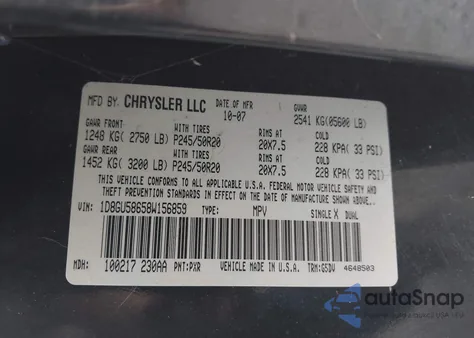 MFD BY: CHRYSLER LLC DATE OF MFR 10-07 GVWR 2541 KG(05600 LB)
GAWR FRONT WITH TIRES RIMS AT COLD
1248 KG( 2750 LB) P245/50R20 20X7.5 228 KPA( 33 PSI)
GAWR REAR WITH TIRES RIMS AT COLD
1452 KG( 3200 LB) P245/50R20 20X7.5 228 KPA( 33 PSI)
THIS VEHICLE CONFORMS TO ALL APPLICABLE U.S.A. FEDERAL MOTOR VEHICLE SAFETY AND
THEFT PREVENTION STANDARDS IN EFFECT ON THE DATE OF MANUFACTURE SHOWN ABOVE.
VIN: 1D8GU58658W156859 TYPE: MPV SINGLE X DUAL
MDH: 100217 230AA PNT:PXR VEHICLE MADE IN U.S.A. TRM:G5DV 4648503
autaSnap